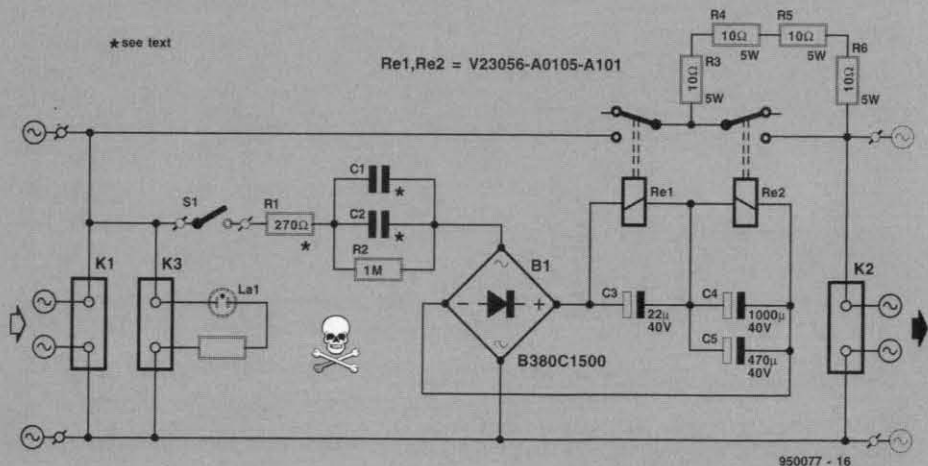 * see text
Re1,Re2 = V23056-A0105-A101
R4
10Ω
5W
R5
10Ω
5W
R3
10Ω
5W
R6
10Ω
5W
S1
R1
270Ω
*
C1
*
C2
*
R2
1M
Re1
Re2
K1
K3
La1
B1
− +
B380C1500
C3
22µ
40V
C4
1000µ
40V
C5
470µ
40V
K2
950077 - 16